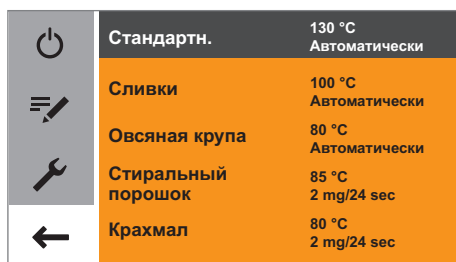 Стандартн.
130 °C
Автоматически
Сливки
100 °C
Автоматически
Овсяная крупа
80 °C
Автоматически
Стиральный
порошок
85 °C
2 mg/24 sec
Крахмал
80 °C
2 mg/24 sec